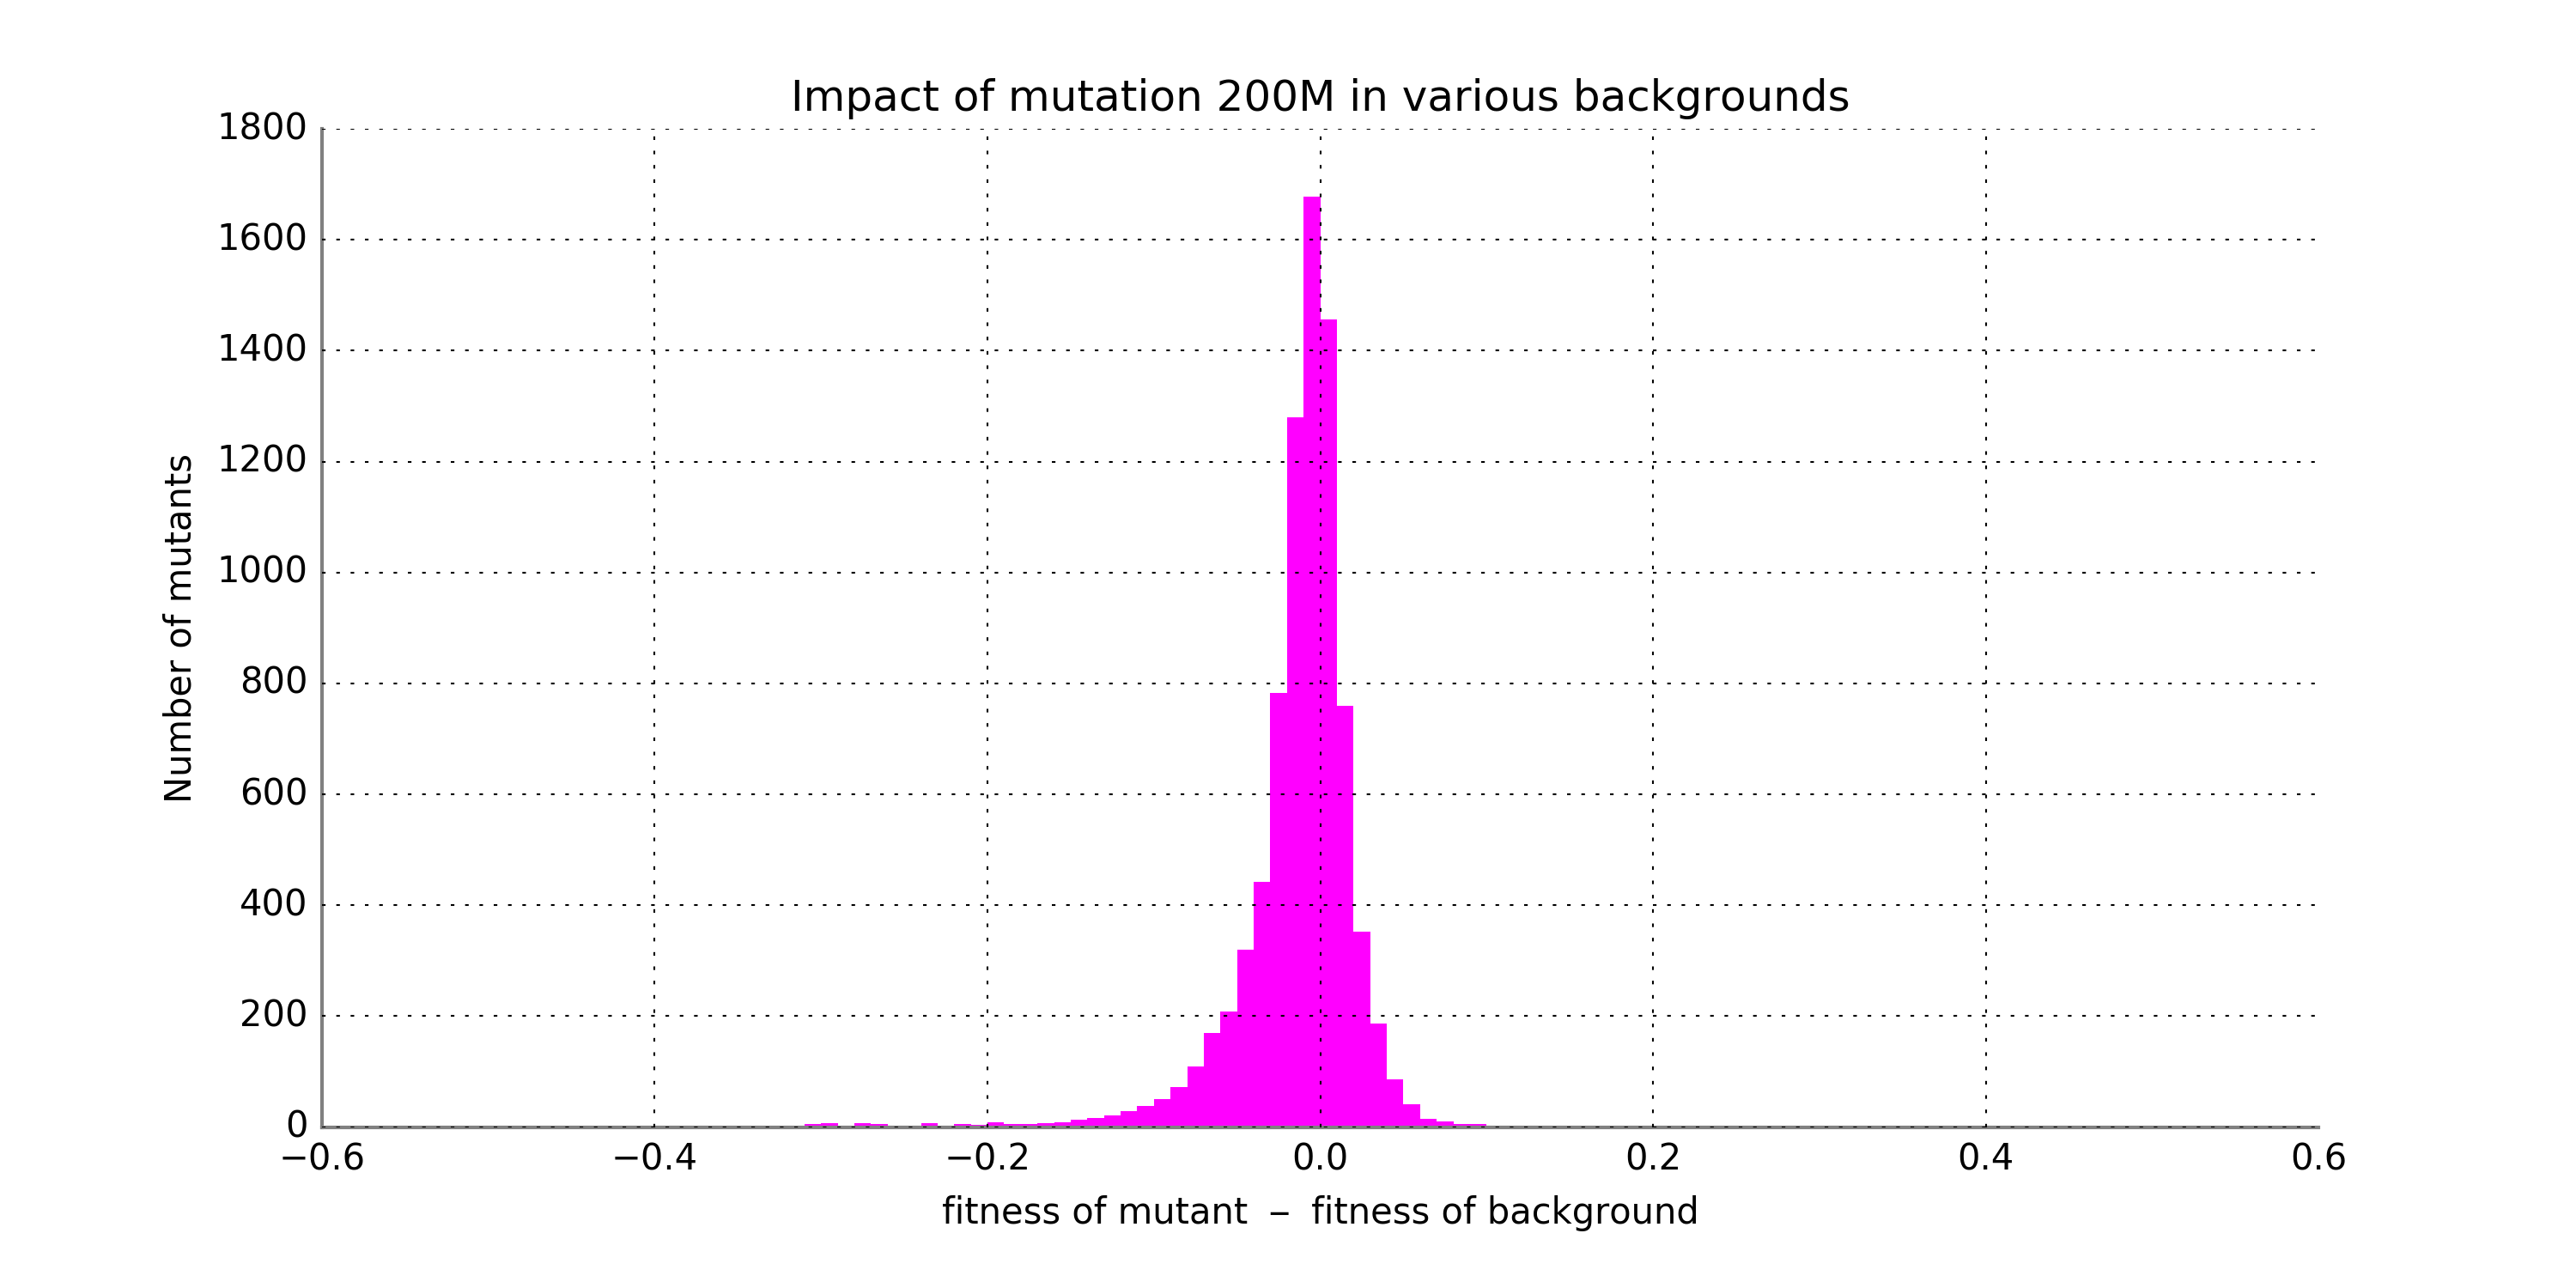 Impact of mutation 200M in various backgrounds
1800
1600
1400
1200
1000
800
600
400
200
0
Number of mutants
−0.6 −0.4 −0.2 0.0 0.2 0.4 0.6
fitness of mutant − fitness of background